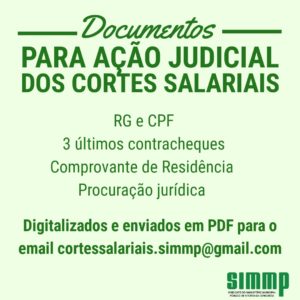 Documentos
PARA AÇÃO JUDICIAL
DOS CORTES SALARIAIS
RG e CPF
3 últimos contracheques
Comprovante de Residência
Procuração jurídica
Digitalizados e enviados em PDF para o
email cortessalariais.simmp@gmail.com
SIMMP